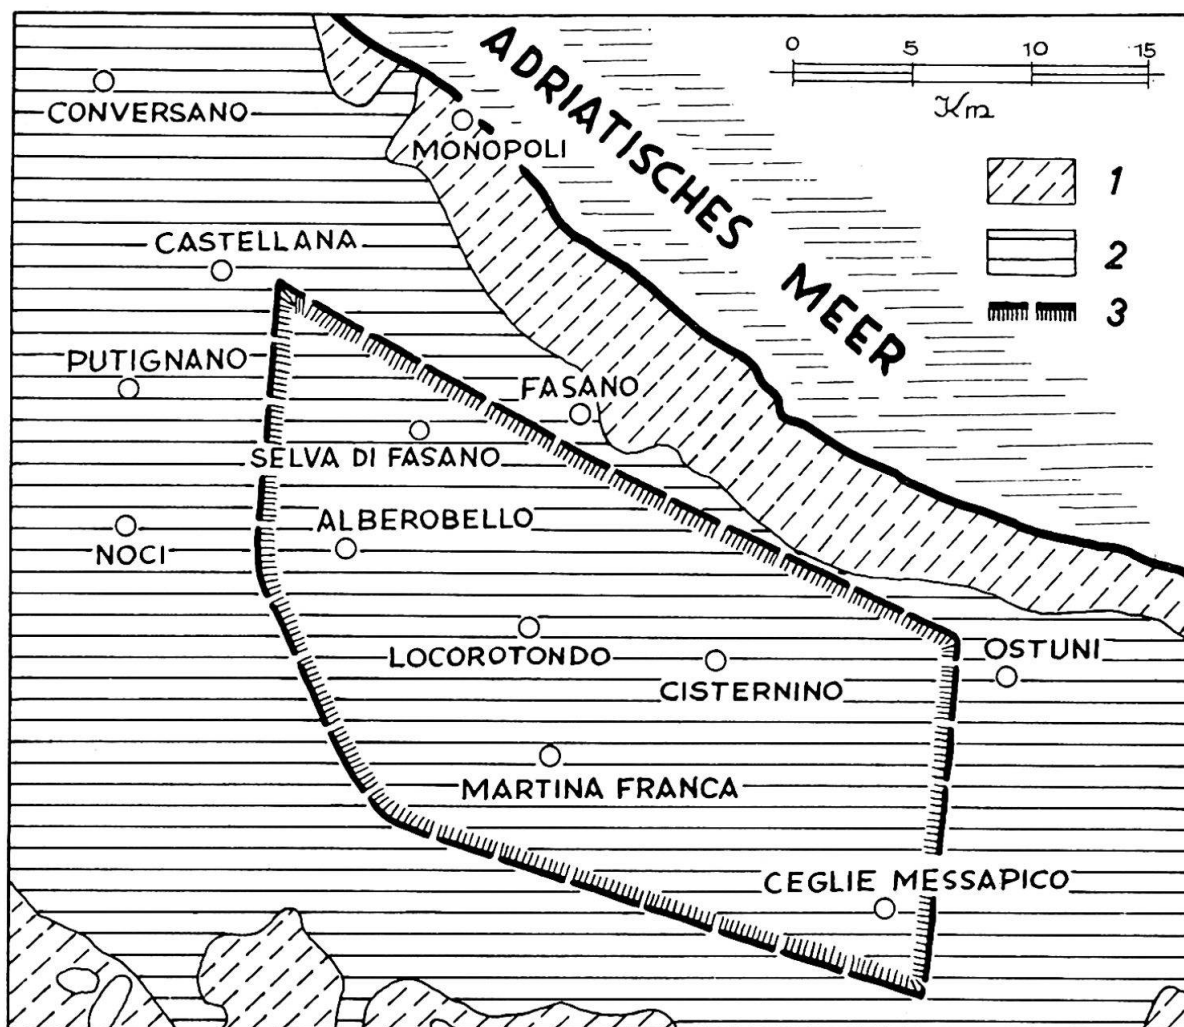 0 5 10 15
Km
ADRIATISCHES
MEER
CONVERSANO
MONOPOLI
1
CASTELLANA
2
3
PUTIGNANO
FASANO
SELVA DI FASANO
ALBEROBELLO
NOCI
LOCOROTONDO
OSTUNI
CISTERNINO
MARTINA FRANCA
CEGLIE MESSAPICO